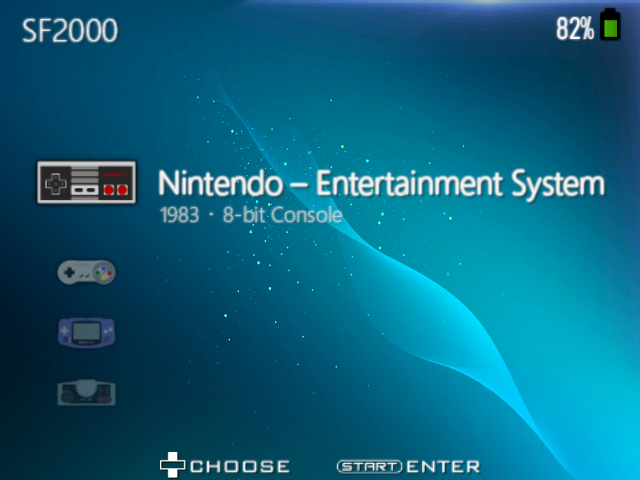 SF2000
82%
Nintendo – Entertainment System
1983 · 8-bit Console
CHOOSE
START ENTER